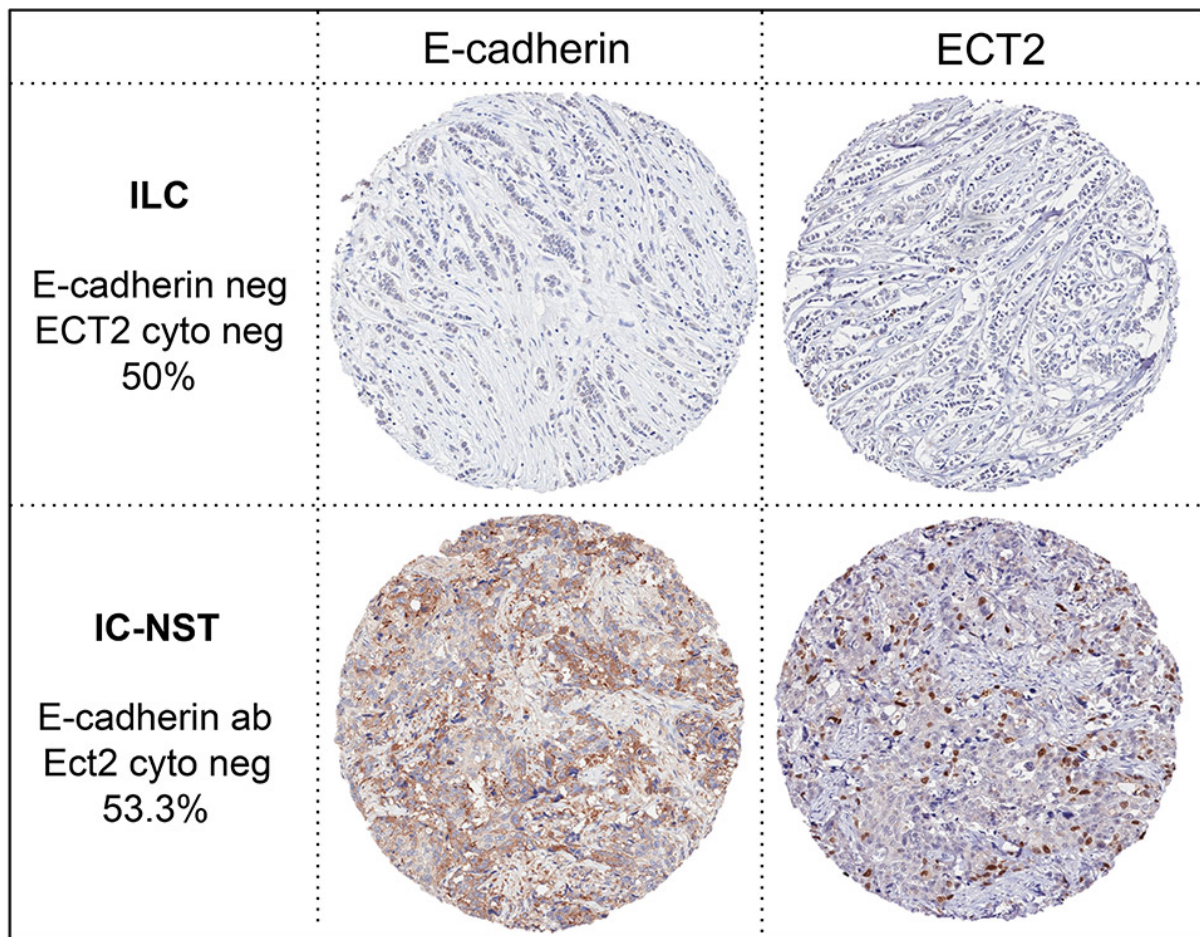 E-cadherin
ECT2
ILC
E-cadherin neg
ECT2 cyto neg
50%
IC-NST
E-cadherin ab
Ect2 cyto neg
53.3%